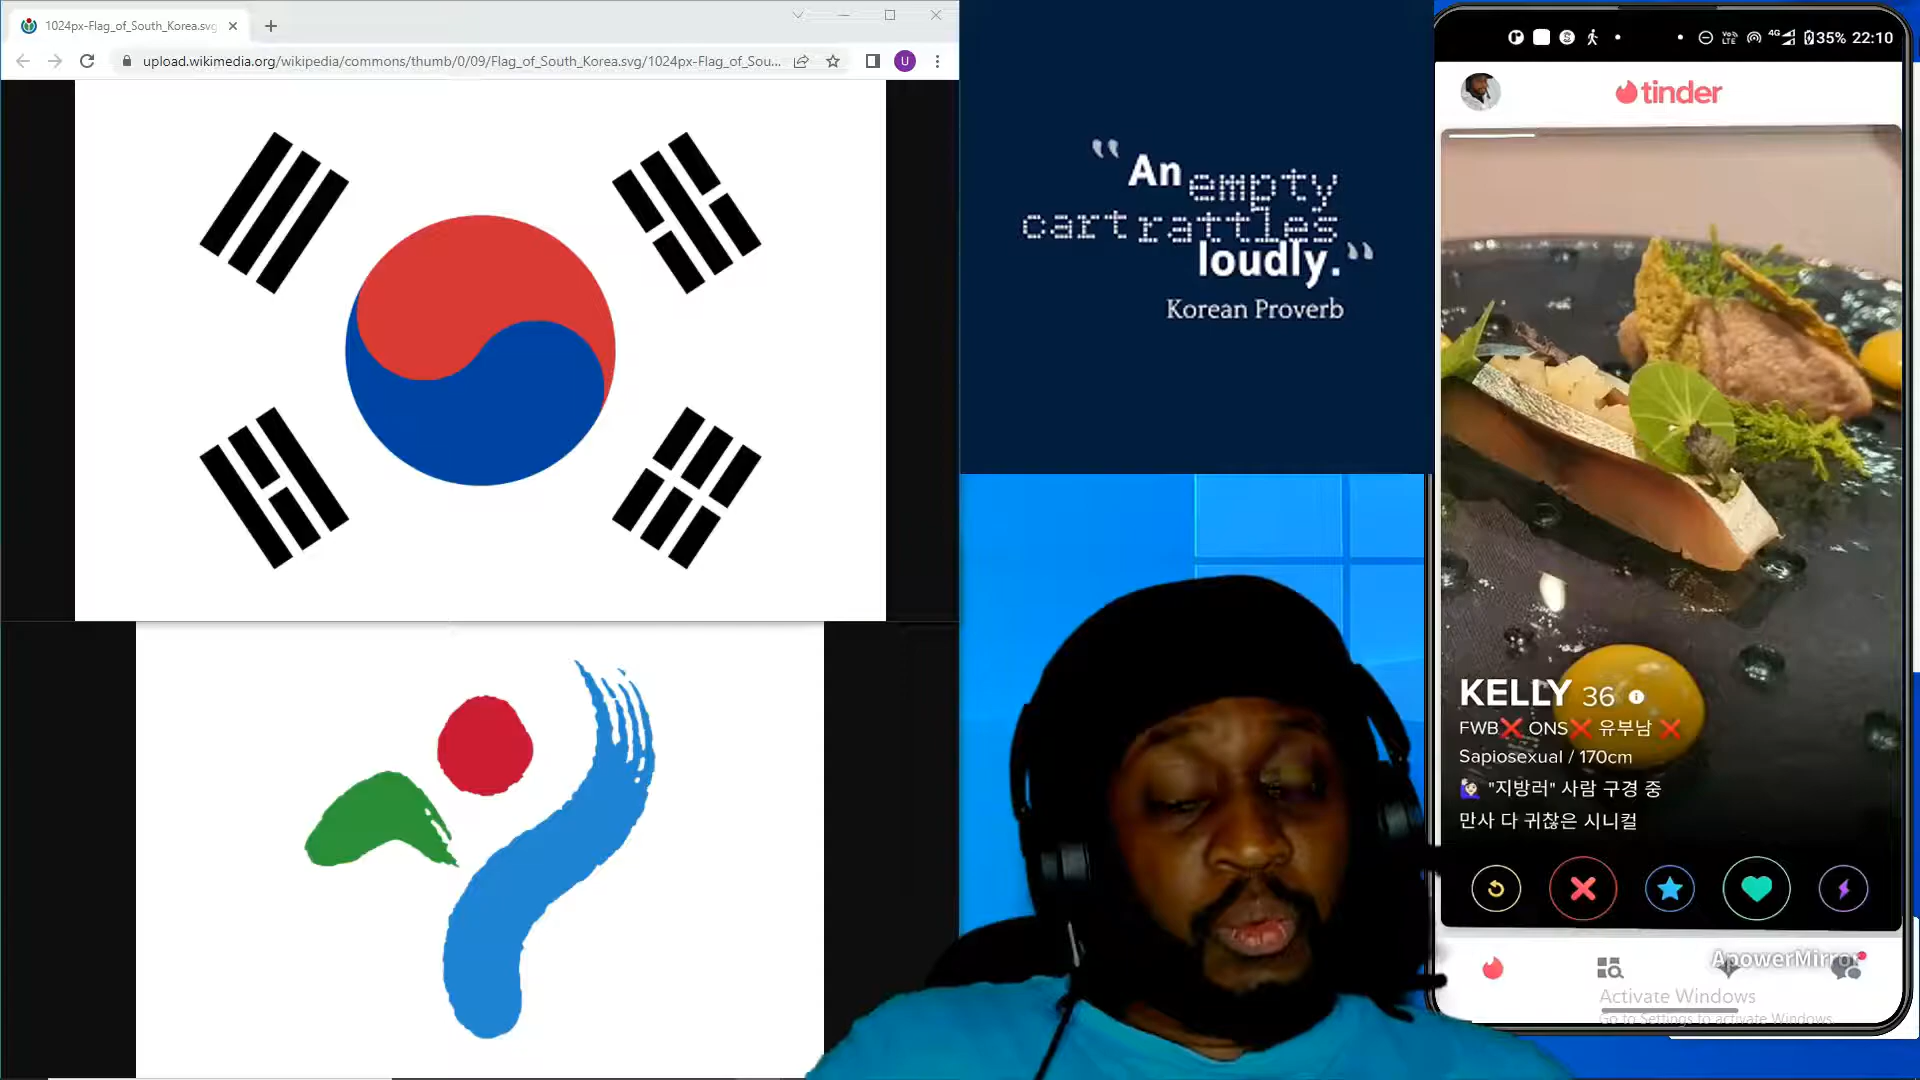 1024px-Flag_of_South_Korea.svg
upload.wikimedia.org/wikipedia/commons/thumb/0/09/Flag_of_South_Korea.svg/1024px-Flag_of_Sou...
U
“An empty
cart rattles
loudly.”
Korean Proverb
4G 35% 22:10
tinder
KELLY 36
FWB❌ ONS❌ 유부남 ❌
Sapiosexual / 170cm
🙋🏻‍♀️ "지방러" 사람 구경 중
만사 다 귀찮은 시니컬
ApowerMirror
Activate Windows
Go to Settings to activate Windows.